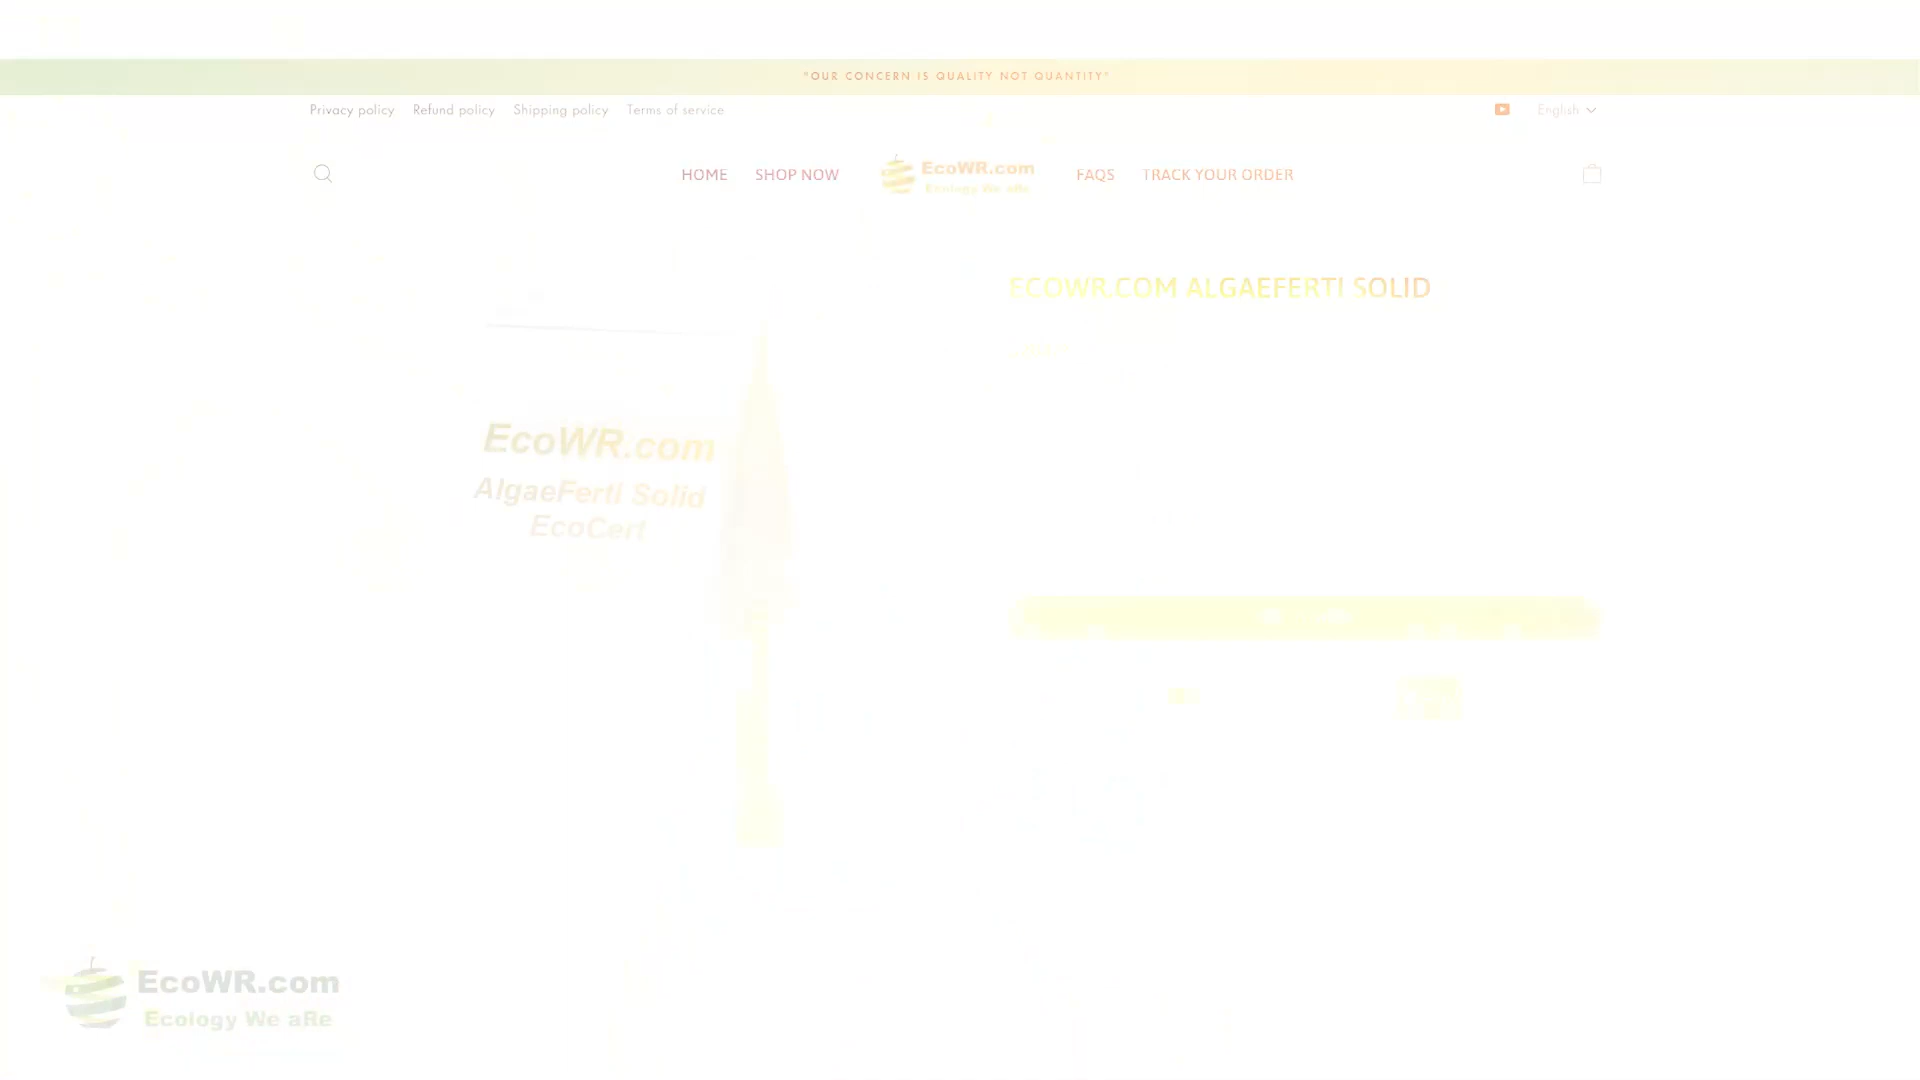 "OUR CONCERN IS QUALITY NOT QUANTITY"
Privacy policy Refund policy Shipping policy Terms of service English
HOME SHOP NOW EcoWR.com Ecology We aRe FAQS TRACK YOUR ORDER
ECOWR.COM ALGAEFERTI SOLID
EcoWR.com
AlgaeFerti Solid
EcoCert
EcoWR.com
Ecology We aRe